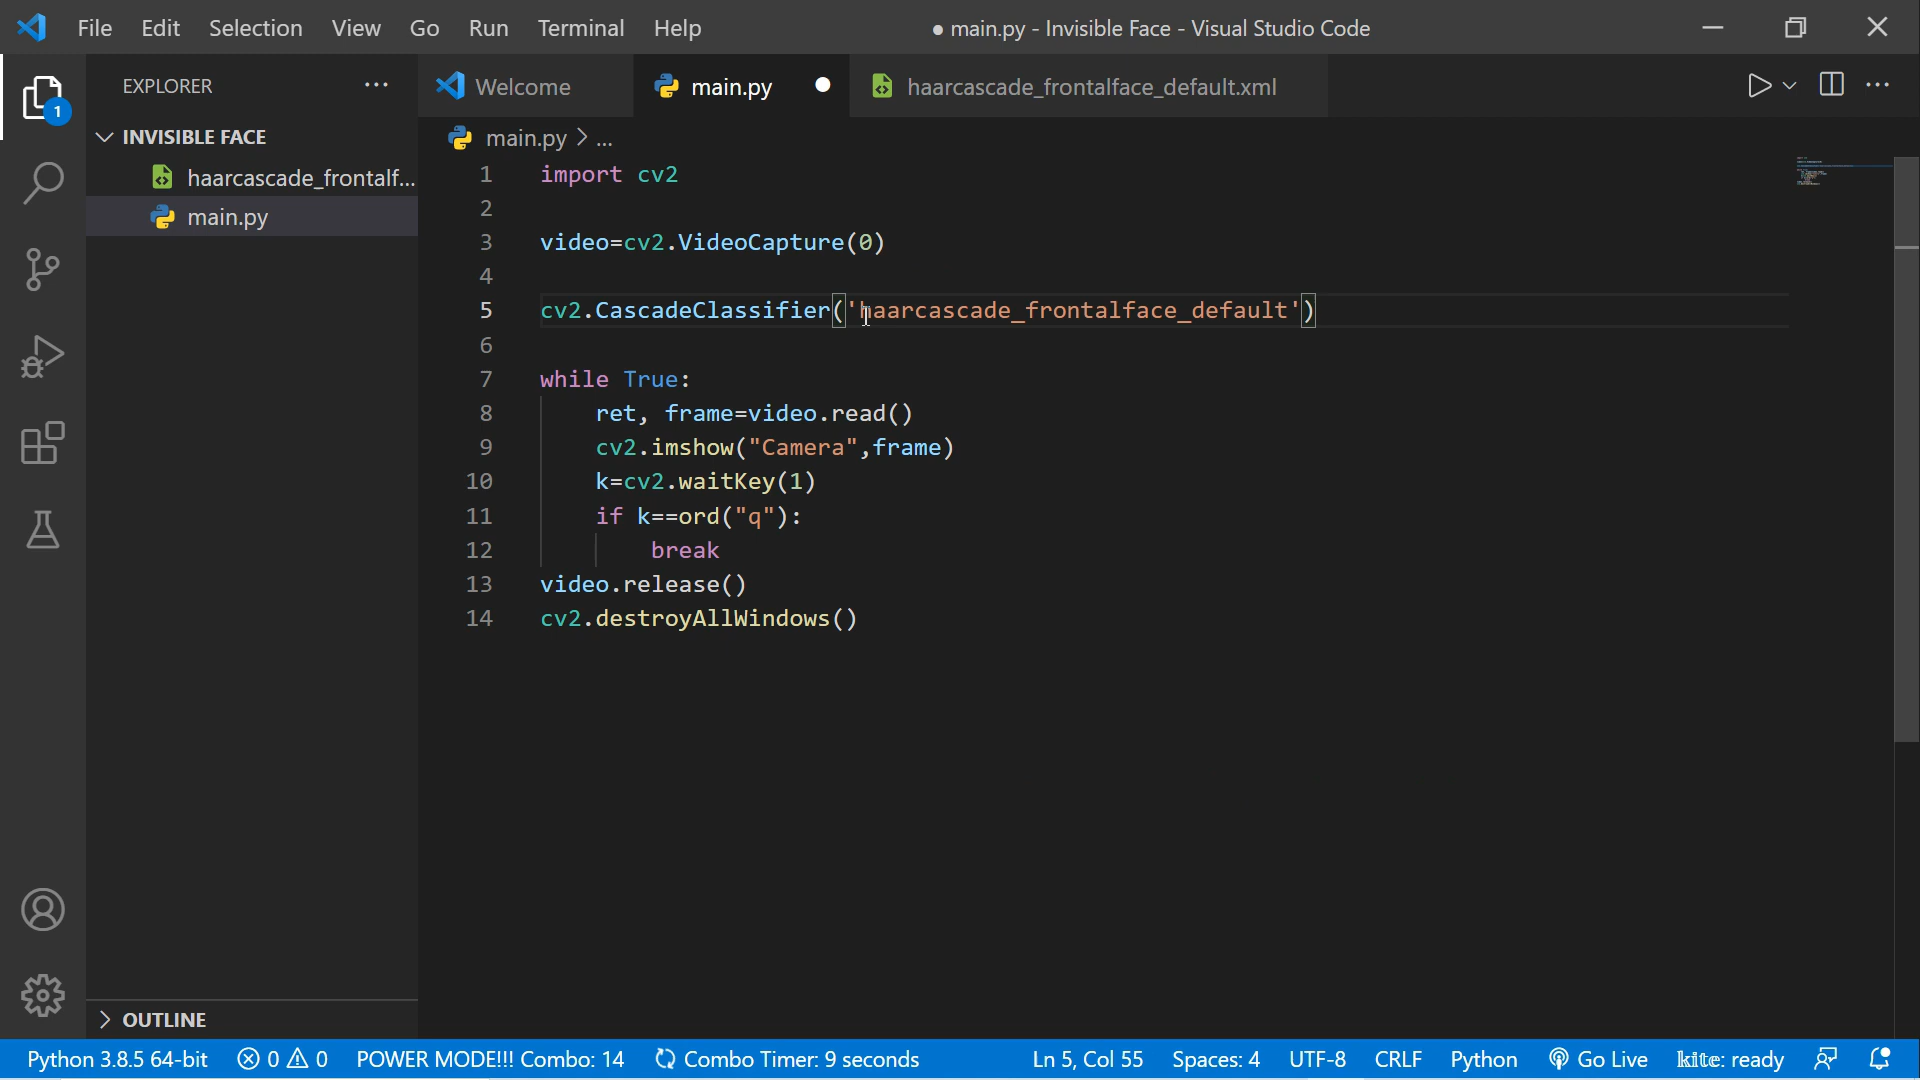 File Edit Selection View Go Run Terminal Help ● main.py - Invisible Face - Visual Studio Code
EXPLORER ... Welcome main.py ● haarcascade_frontalface_default.xml ...
1
INVISIBLE FACE
main.py > ...
haarcascade_frontalf...
main.py
1 import cv2
2
3 video=cv2.VideoCapture(0)
4
5 cv2.CascadeClassifier('haarcascade_frontalface_default')
6
7 while True:
8 ret, frame=video.read()
9 cv2.imshow("Camera",frame)
10 k=cv2.waitKey(1)
11 if k==ord("q"):
12 break
13 video.release()
14 cv2.destroyAllWindows()
OUTLINE
Python 3.8.5 64-bit 0 0 POWER MODE!!! Combo: 14 Combo Timer: 9 seconds Ln 5, Col 55 Spaces: 4 UTF-8 CRLF Python Go Live kite: ready